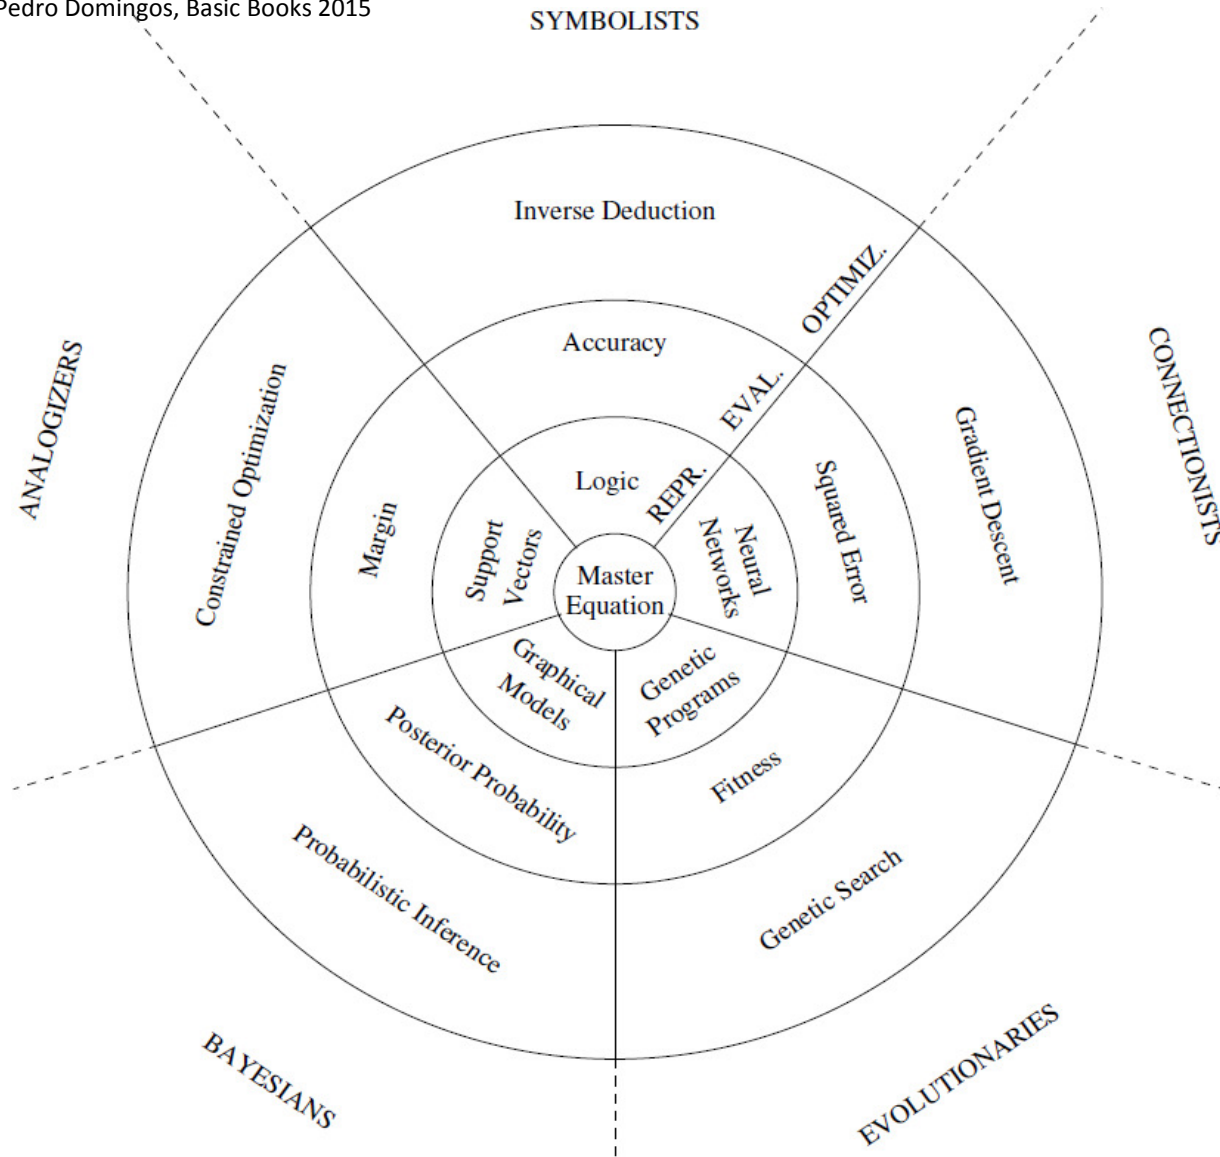 Pedro Domingos, Basic Books 2015
SYMBOLISTS
Inverse Deduction
OPTIMIZ.
Accuracy
EVAL.
Logic
REPR.
ANALOGIZERS
Constrained Optimization
Margin
Support
Vectors
Master
Equation
Neural
Networks
Squared Error
Gradient Descent
CONNECTIONISTS
Graphical
Models
Genetic
Programs
Posterior Probability
Fitness
Probabilistic Inference
Genetic Search
BAYESIANS
EVOLUTIONARIES